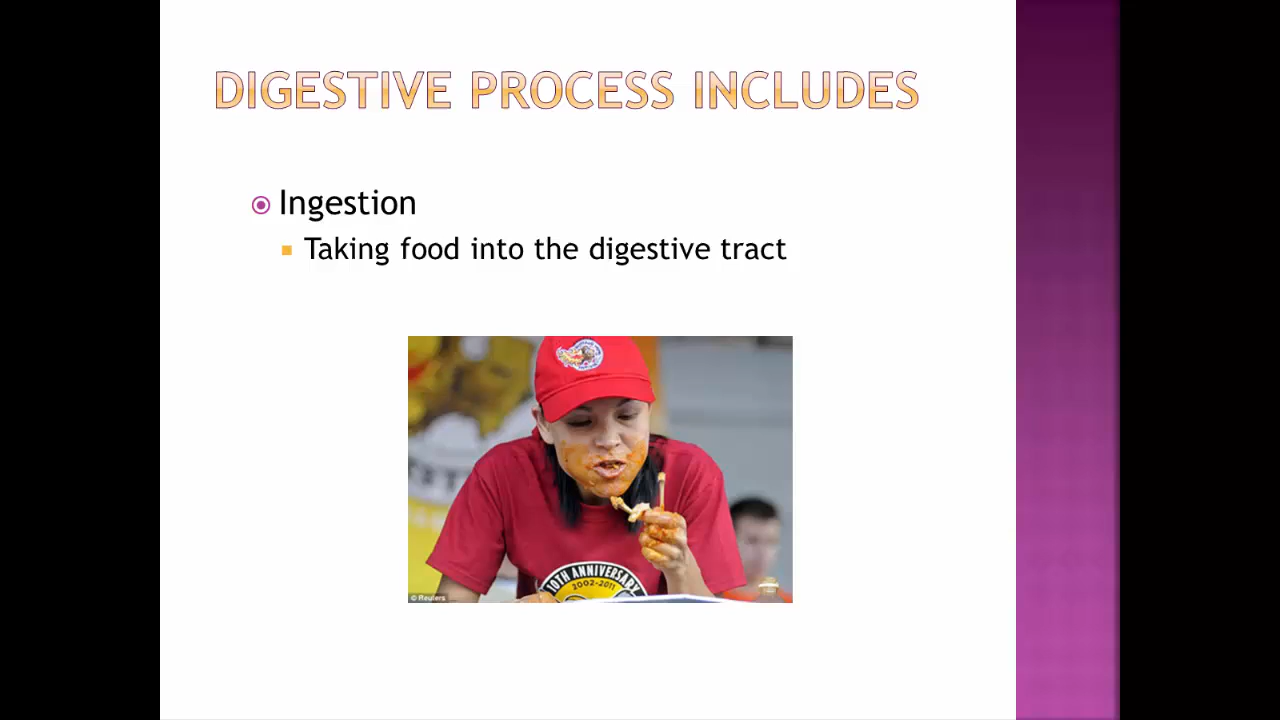 DIGESTIVE PROCESS INCLUDES
Ingestion
Taking food into the digestive tract
10TH ANNIVERSARY
2002-2011
© Reuters